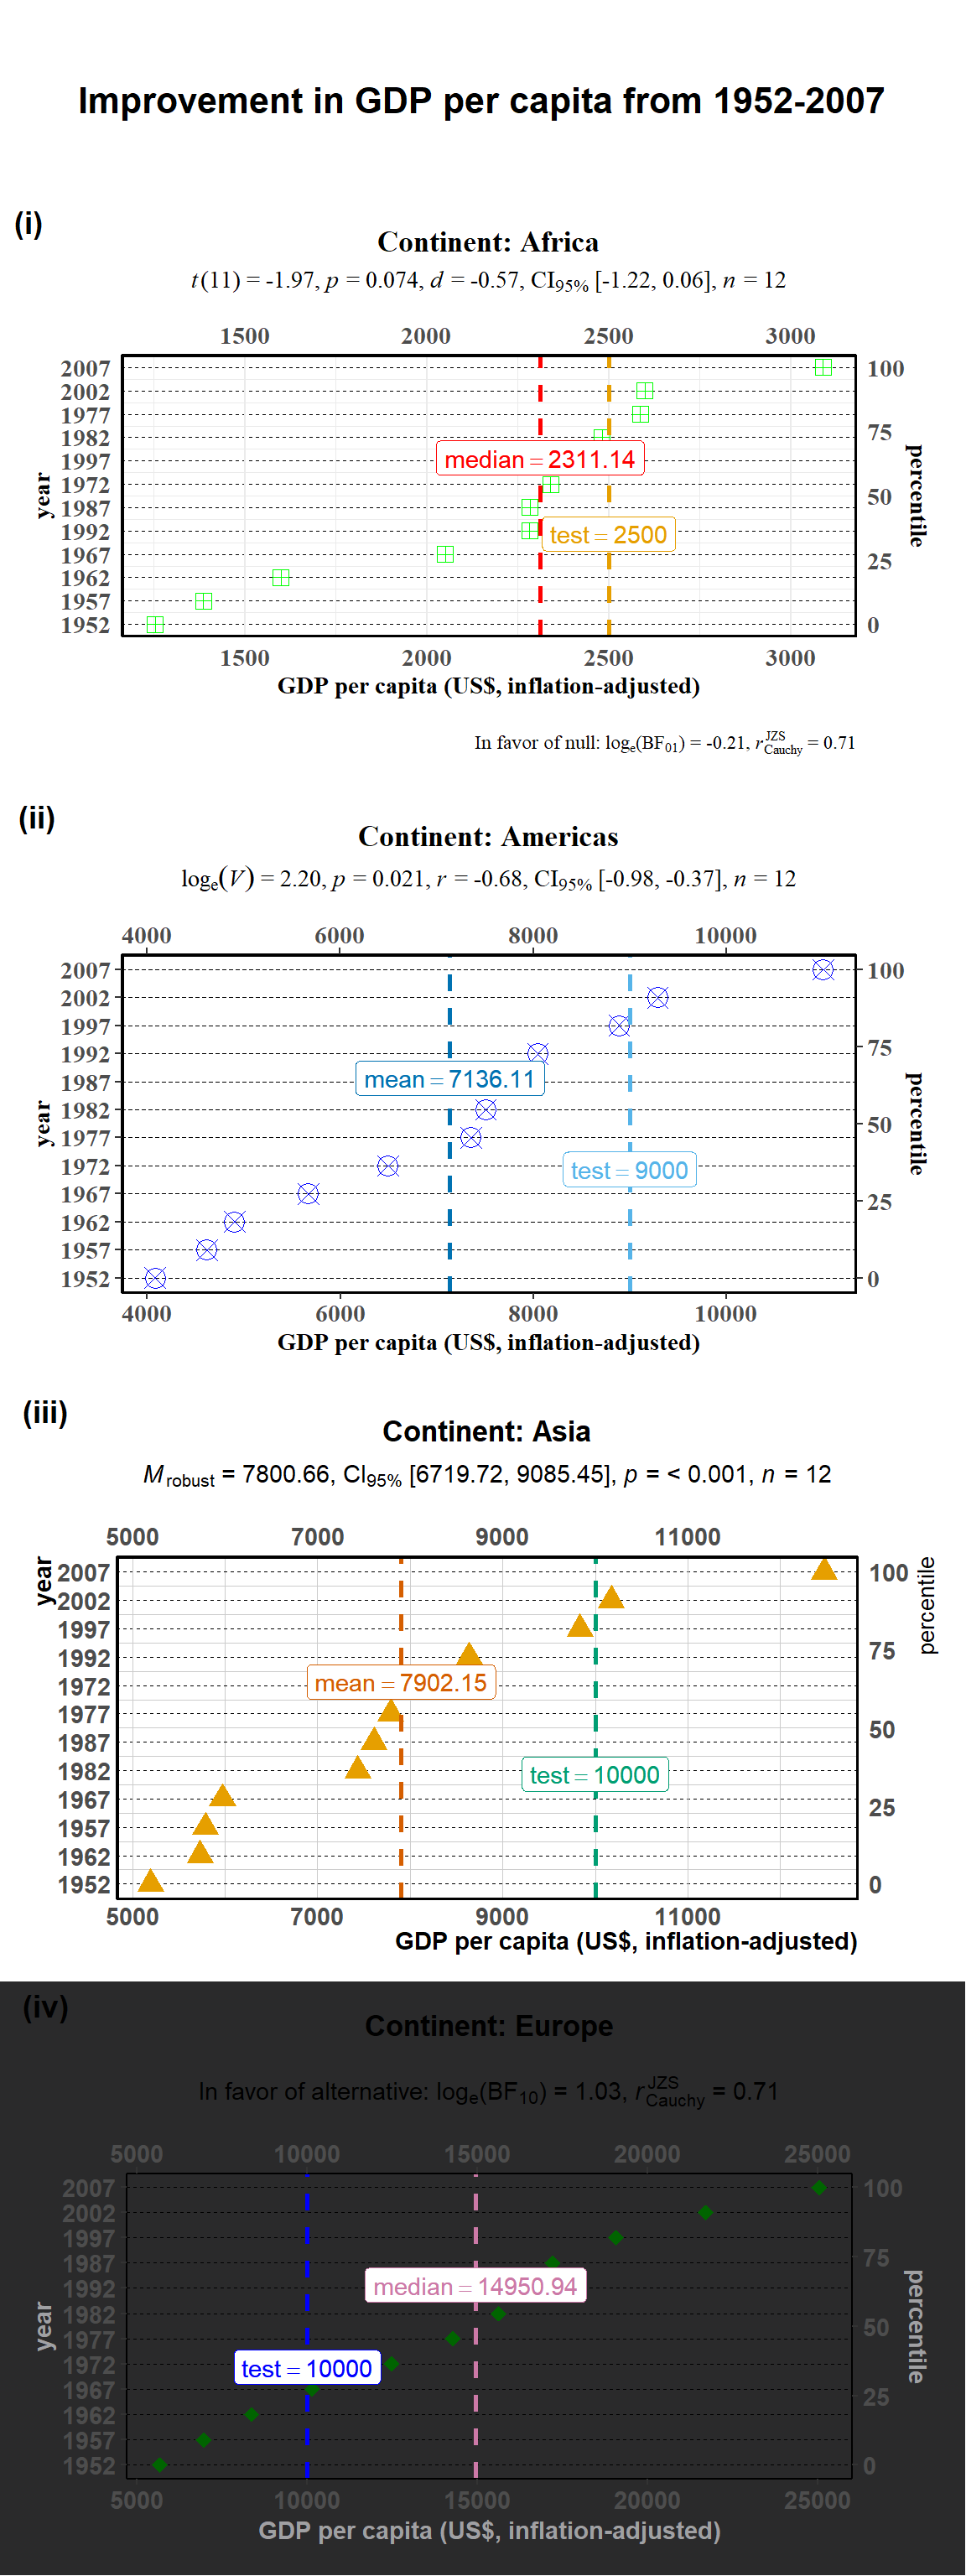 Improvement in GDP per capita from 1952-2007
(i)
Continent: Africa
t(11) = -1.97, p = 0.074, d = -0.57, CI95% [-1.22, 0.06], n = 12
1500 2000 2500 3000
2007 100
2002
1977
1982 75
1997 median = 2311.14
1972
year 50 percentile
1987
1992 test = 2500
1967 25
1962
1957
1952 0
1500 2000 2500 3000
GDP per capita (US$, inflation-adjusted)
In favor of null: loge(BF01) = -0.21, rCauchyJZS = 0.71
(ii)
Continent: Americas
loge(V) = 2.20, p = 0.021, r = -0.68, CI95% [-0.98, -0.37], n = 12
4000 6000 8000 10000
2007 100
2002
1997
1992 75
1987 mean = 7136.11
1982
year 50 percentile
1977
1972 test = 9000
1967 25
1962
1957
1952 0
4000 6000 8000 10000
GDP per capita (US$, inflation-adjusted)
(iii)
Continent: Asia
Mrobust = 7800.66, CI95% [6719.72, 9085.45], p = < 0.001, n = 12
5000 7000 9000 11000
year 2007 100 percentile
2002
1997
1992 75
1972 mean = 7902.15
1977 50
1987
1982 test = 10000
1967 25
1957
1962
1952 0
5000 7000 9000 11000
GDP per capita (US$, inflation-adjusted)
(iv)
Continent: Europe
In favor of alternative: loge(BF10) = 1.03, rCauchyJZS = 0.71
5000 10000 15000 20000 25000
2007 100
2002
1997
1987 75
1992 median = 14950.94
1982 50
year percentile
1977
1972 test = 10000
1967 25
1962
1957
1952 0
5000 10000 15000 20000 25000
GDP per capita (US$, inflation-adjusted)